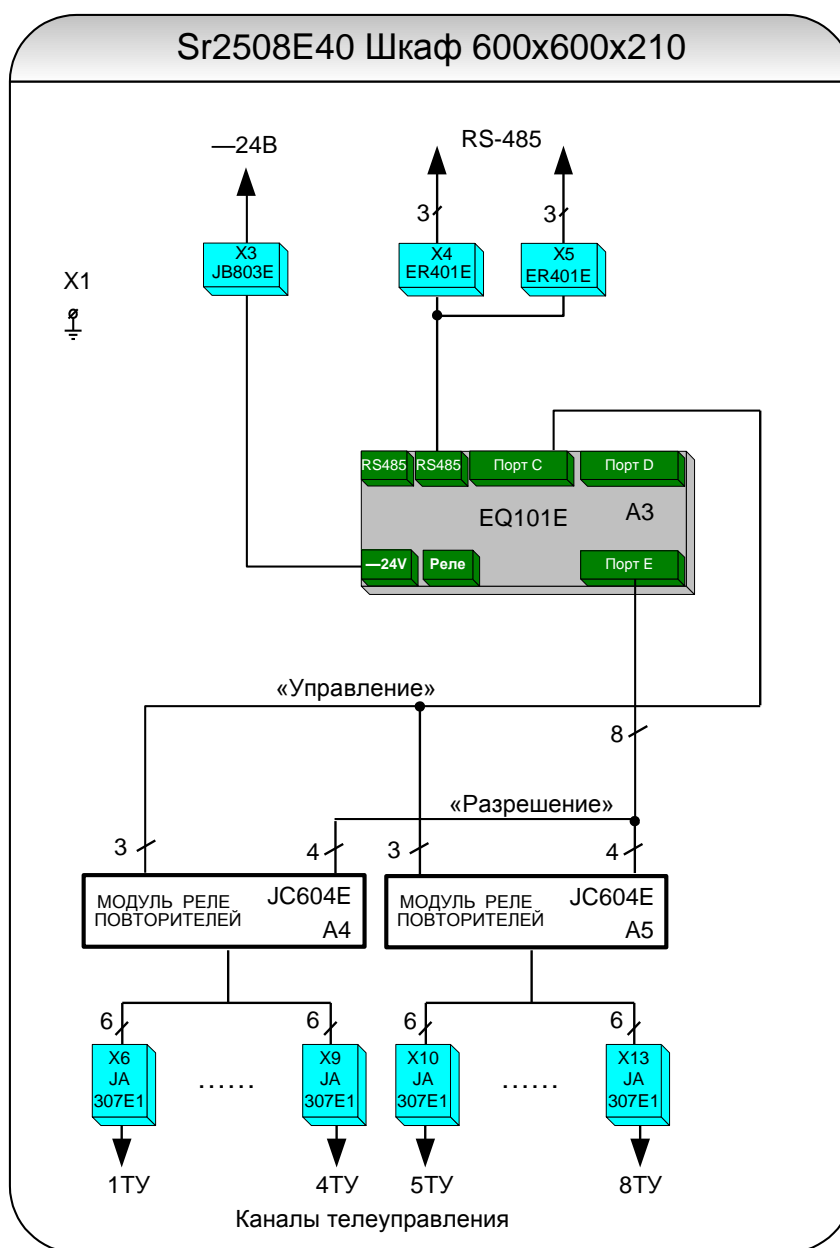 Sr2508E40 Шкаф 600x600x210
—24В
RS-485
3
3
X3
JB803E
X4
ER401E
X5
ER401E
X1
RS485
RS485
Порт C
Порт D
EQ101E
A3
—24V
Реле
Порт E
«Управление»
8
«Разрешение»
3
4
3
4
МОДУЛЬ РЕЛЕ
ПОВТОРИТЕЛЕЙ
JC604E
A4
МОДУЛЬ РЕЛЕ
ПОВТОРИТЕЛЕЙ
JC604E
A5
6
6
6
6
X6
JA
307E1
......
X9
JA
307E1
X10
JA
307E1
......
X13
JA
307E1
1ТУ
4ТУ
5ТУ
8ТУ
Каналы телеуправления